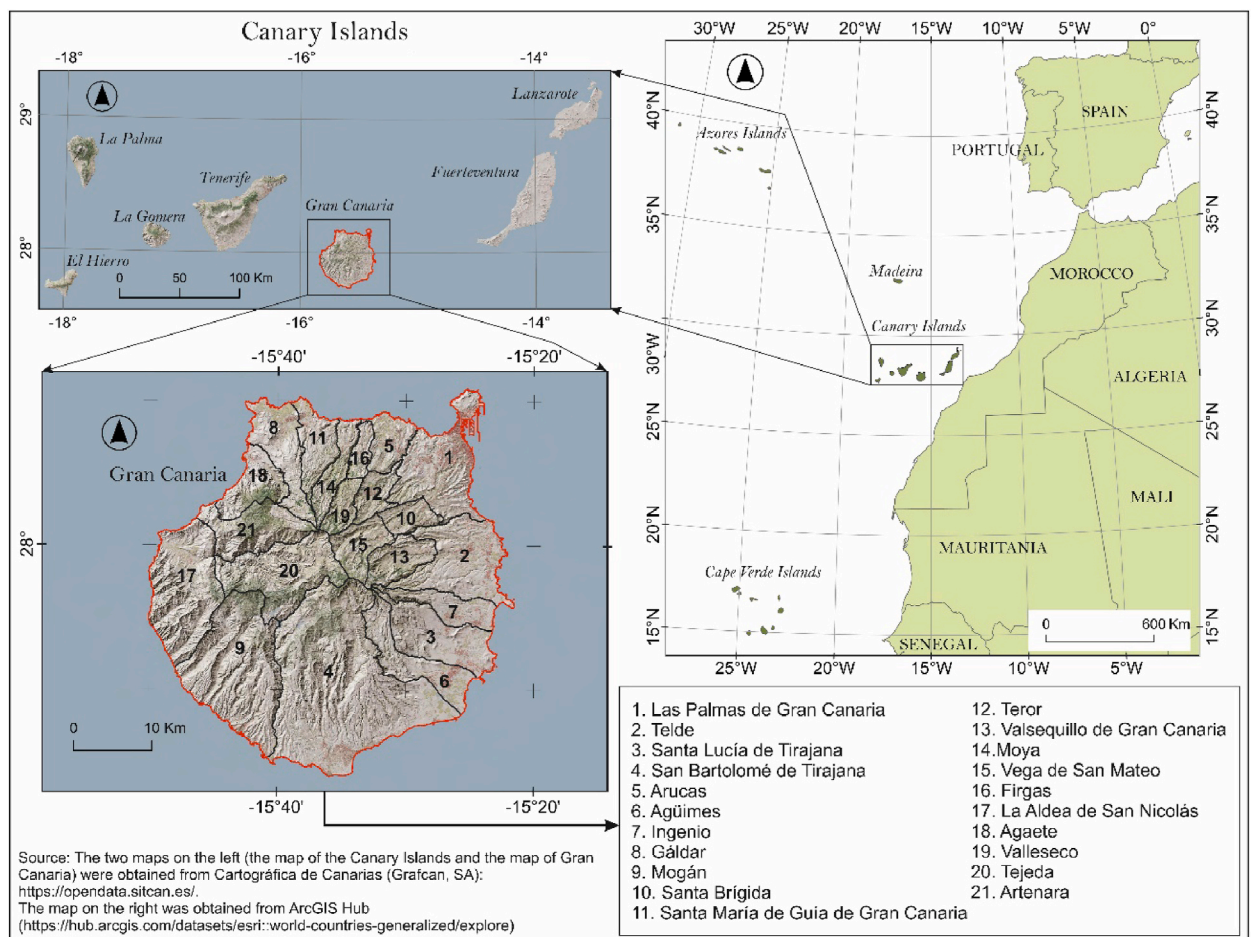 Canary Islands
-18°
-16°
-14°
29°
28°
Lanzarote
La Palma
Fuerteventura
Tenerife
Gran Canaria
La Gomera
El Hierro
0 50 100 Km
-18°
-16°
-14°
30°W 25°W 20°W 15°W 10°W 5°W 0°
40°N
35°N
30°W
25°N
20°N
15°N
40°N
35°N
30°N
25°N
20°N
15°N
Azores Islands
SPAIN
PORTUGAL
Madeira
MOROCCO
Canary Islands
ALGERIA
MALI
MAURITANIA
Cape Verde Islands
SENEGAL
0 600 Km
25°W 20°W 15°W 10°W 5°W
-15°40'
-15°20'
Gran Canaria
28°
8
11
5
1
16
18
14
12
19
10
21
15
13
2
20
17
7
3
9
4
6
0 10 Km
-15°40'
-15°20'
1. Las Palmas de Gran Canaria
2. Telde
3. Santa Lucía de Tirajana
4. San Bartolomé de Tirajana
5. Arucas
6. Agüimes
7. Ingenio
8. Gáldar
9. Mogán
10. Santa Brígida
11. Santa María de Guía de Gran Canaria
12. Teror
13. Valsequillo de Gran Canaria
14.Moya
15. Vega de San Mateo
16. Firgas
17. La Aldea de San Nicolás
18. Agaete
19. Valleseco
20. Tejeda
21. Artenara
Source: The two maps on the left (the map of the Canary Islands and the map of Gran
Canaria) were obtained from Cartográfica de Canarias (Grafcan, SA):
https://opendata.sitcan.es/.
The map on the right was obtained from ArcGIS Hub
(https://hub.arcgis.com/datasets/esri::world-countries-generalized/explore)